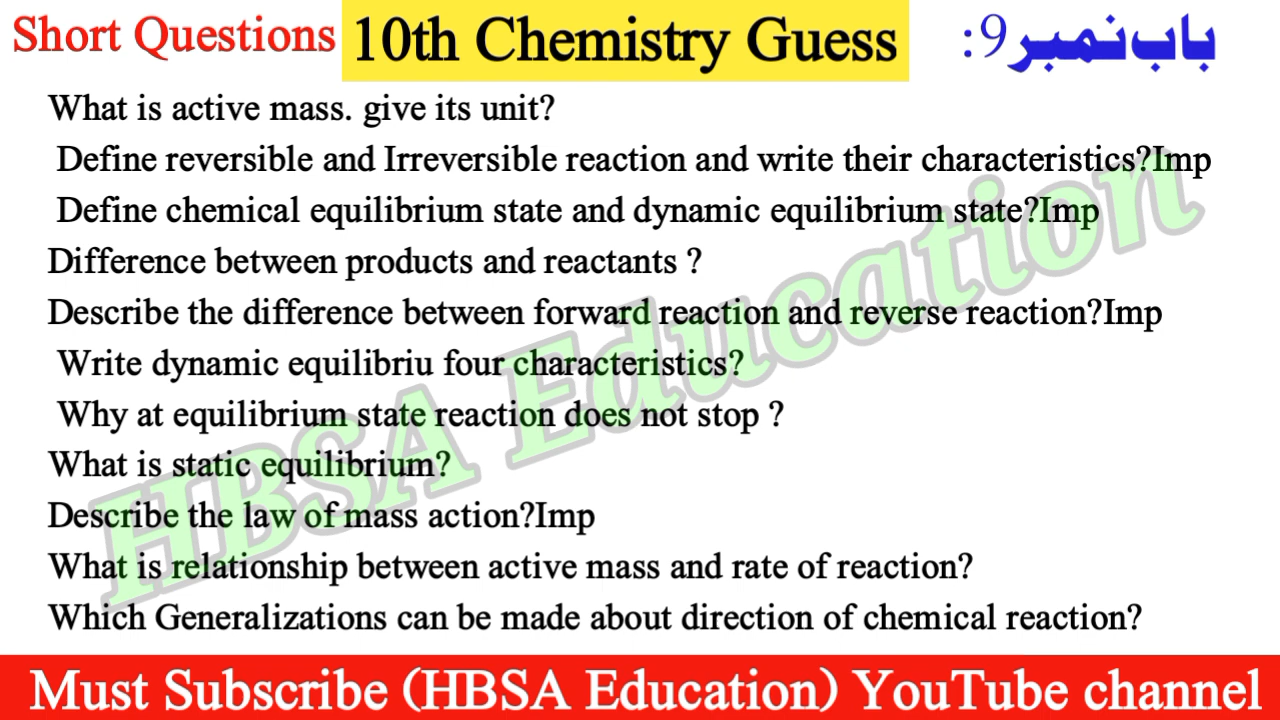 Short Questions 10th Chemistry Guess باب نمبر 9:
What is active mass. give its unit?
Define reversible and Irreversible reaction and write their characteristics?Imp
Define chemical equilibrium state and dynamic equilibrium state?Imp
Difference between products and reactants ?
Describe the difference between forward reaction and reverse reaction?Imp
Write dynamic equilibriu four characteristics?
Why at equilibrium state reaction does not stop ?
What is static equilibrium?
Describe the law of mass action?Imp
What is relationship between active mass and rate of reaction?
Which Generalizations can be made about direction of chemical reaction?
HBSA Education
Must Subscribe (HBSA Education) YouTube channel